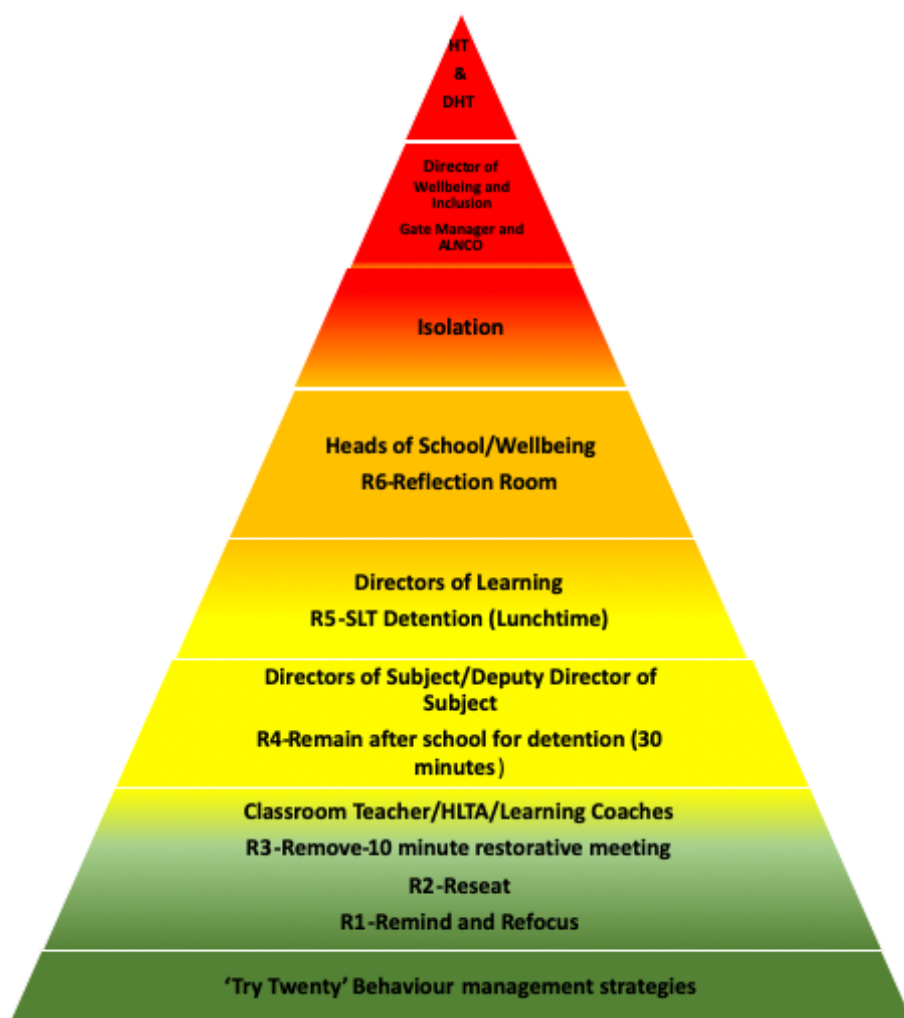 HT
&
DHT
Director of
Wellbeing and
Inclusion
Gate Manager and
ALNCO
Isolation
Heads of School/Wellbeing
R6-Reflection Room
Directors of Learning
R5-SLT Detention (Lunchtime)
Directors of Subject/Deputy Director of
Subject
R4-Remain after school for detention (30
minutes)
Classroom Teacher/HLTA/Learning Coaches
R3-Remove-10 minute restorative meeting
R2-Reseat
R1-Remind and Refocus
‘Try Twenty’ Behaviour management strategies